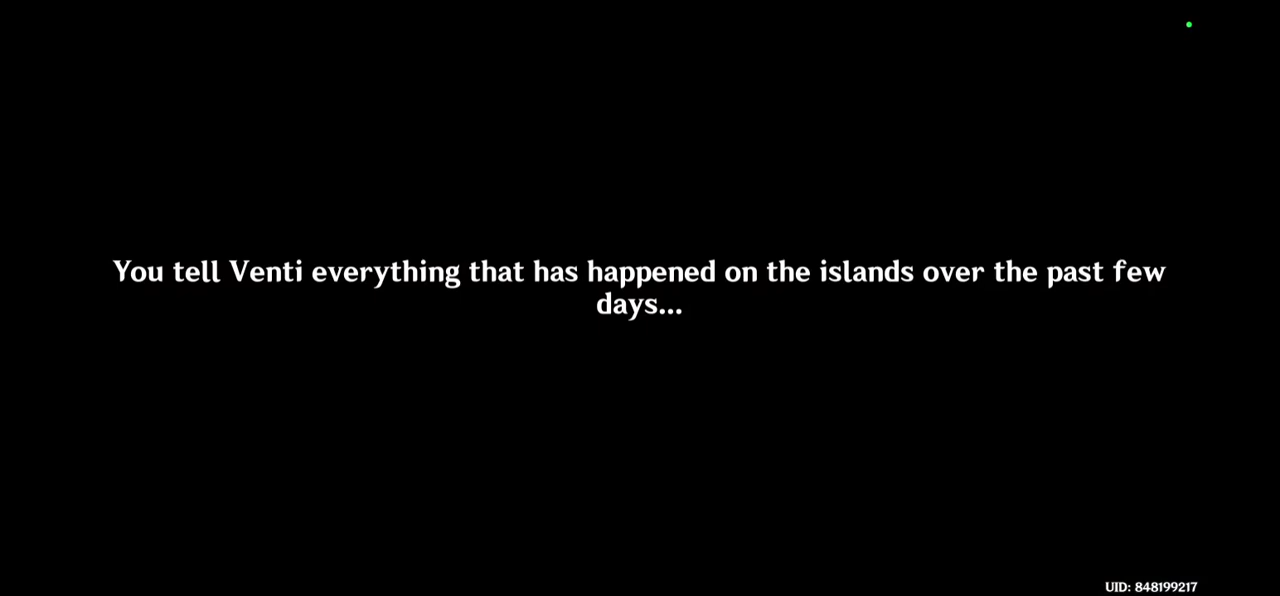 You tell Venti everything that has happened on the islands over the past few
days...
UID: 848199217